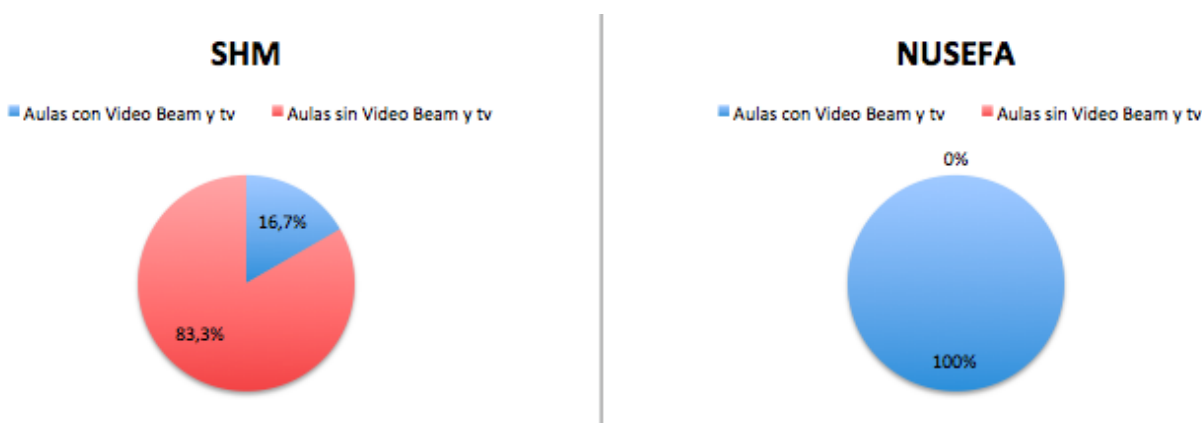 SHM
Aulas con Video Beam y tv
Aulas sin Video Beam y tv
16,7%
83,3%
NUSEFA
Aulas con Video Beam y tv
Aulas sin Video Beam y tv
0%
100%